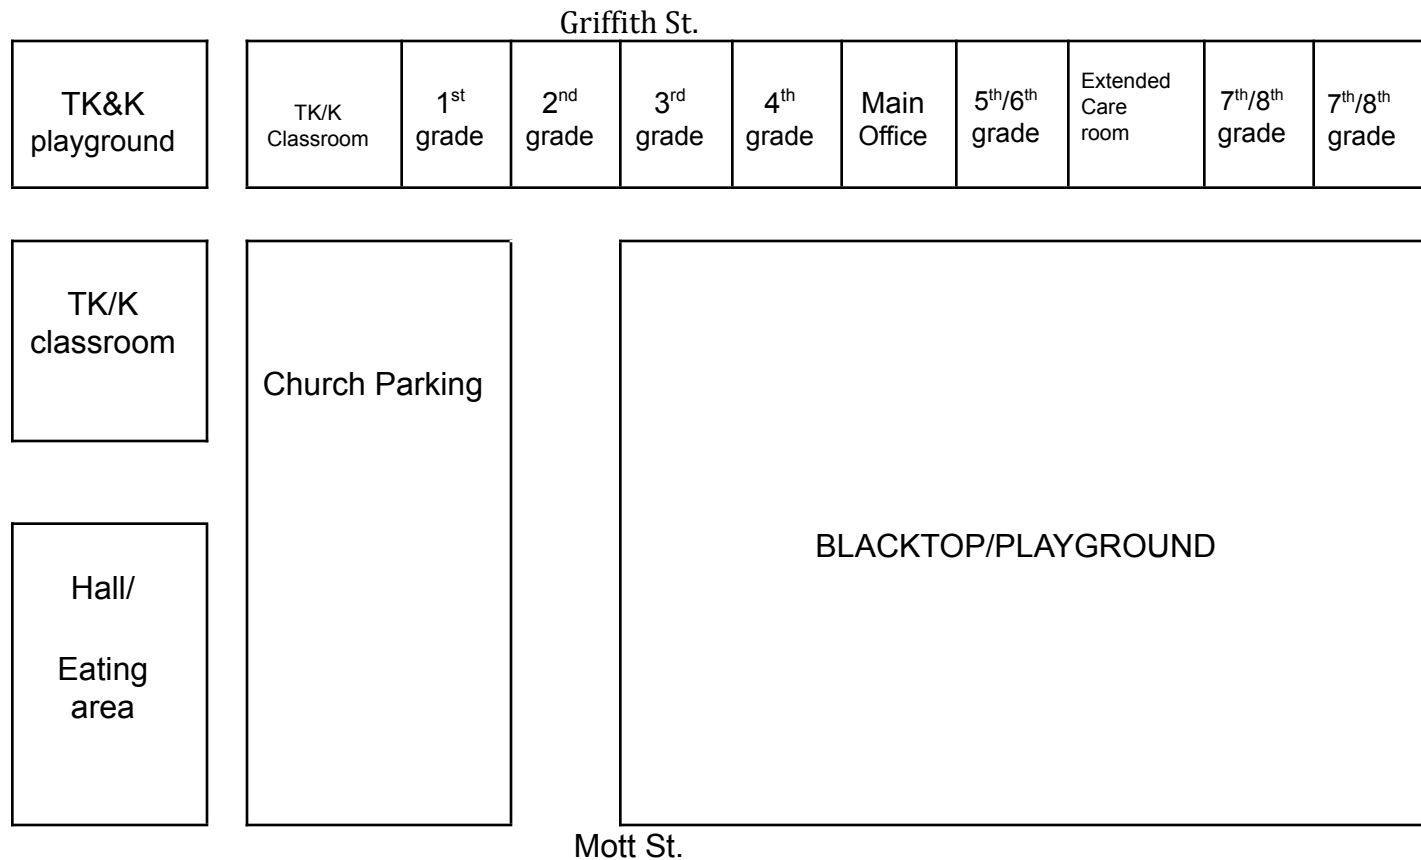 Griffith St.
TK&K
playground
TK/K
Classroom
1st
grade
2nd
grade
3rd
grade
4th
grade
Main
Office
5th/6th
grade
Extended
Care
room
7th/8th
grade
7th/8th
grade
TK/K
classroom
Church Parking
BLACKTOP/PLAYGROUND
Hall/
Eating
area
Mott St.